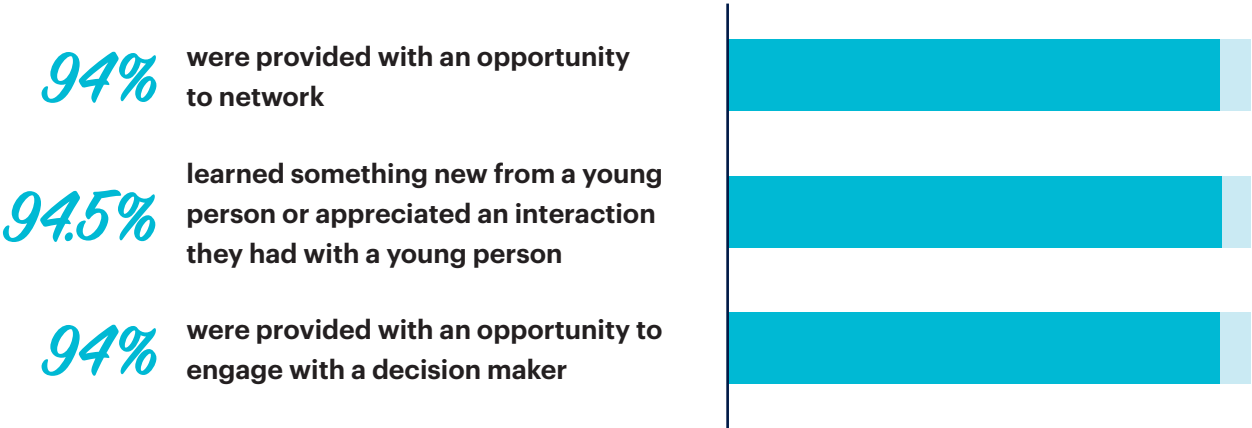 94%
were provided with an opportunity
to network
94.5%
learned something new from a young
person or appreciated an interaction
they had with a young person
94%
were provided with an opportunity to
engage with a decision maker